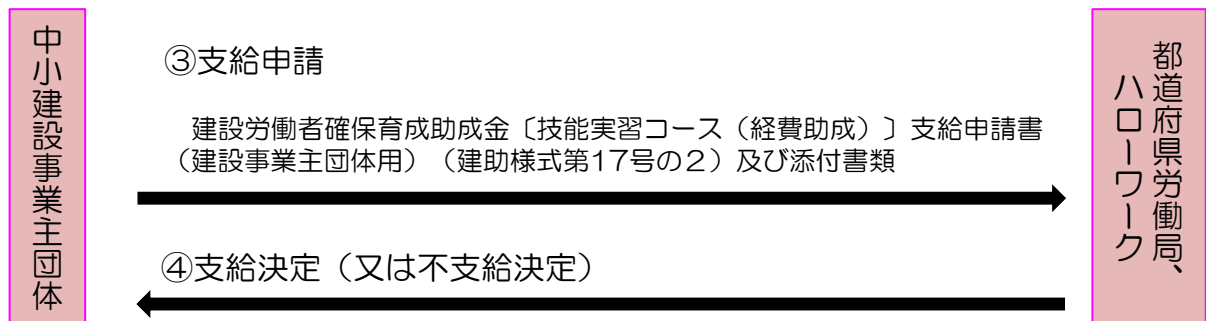 中小建設事業主団体
③支給申請
建設労働者確保育成助成金〔技能実習コース（経費助成）〕支給申請書
（建設事業主団体用）（建助様式第17号の２）及び添付書類
④支給決定（又は不支給決定）
都道府県労働局、
ハローワーク